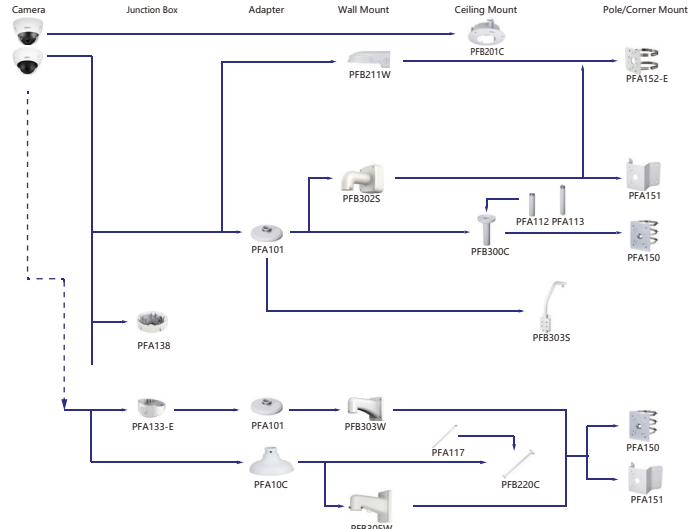 Camera Junction Box Adapter Wall Mount Ceiling Mount Pole/Corner Mount
PFB201C
PFB211W
PFA152-E
PFB302S
PFA151
PFA112 PFA113
PFA101
PFB300C
PFA150
PFB303S
PFA138
PFA133-E
PFA101
PFB303W
PFA117
PFA150
PFA10C
PFB220C
PFA151
PFB305W